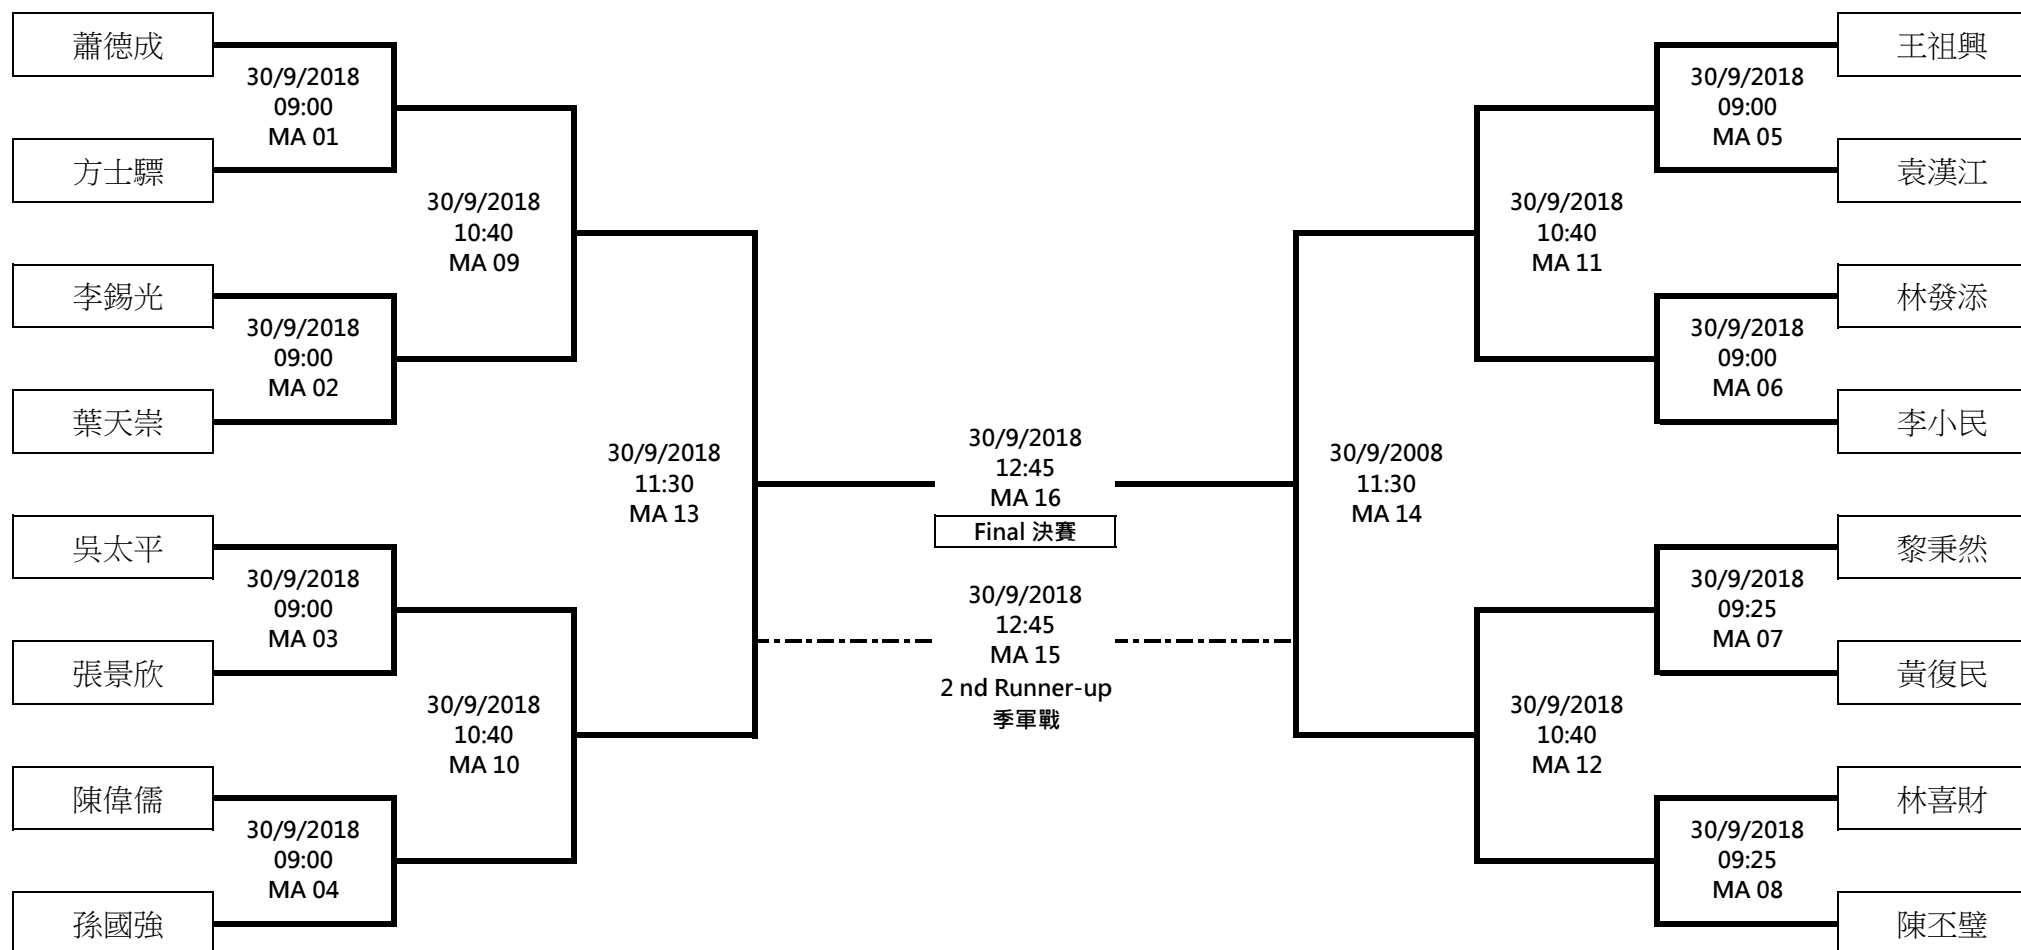 蕭德成
30/9/2018
09:00
MA 01
方士驃
30/9/2018
10:40
MA 09
李錫光
30/9/2018
09:00
MA 02
葉天崇
30/9/2018
11:30
MA 13
吳太平
30/9/2018
09:00
MA 03
張景欣
30/9/2018
10:40
MA 10
陳偉儒
30/9/2018
09:00
MA 04
孫國強
30/9/2018
12:45
MA 16
Final 決賽
30/9/2018
12:45
MA 15
2 nd Runner-up
季軍戰
王祖興
30/9/2018
09:00
MA 05
袁漢江
30/9/2018
10:40
MA 11
林發添
30/9/2018
09:00
MA 06
李小民
30/9/2008
11:30
MA 14
黎秉然
30/9/2018
09:25
MA 07
黃復民
30/9/2018
10:40
MA 12
林喜財
30/9/2018
09:25
MA 08
陳丕璧